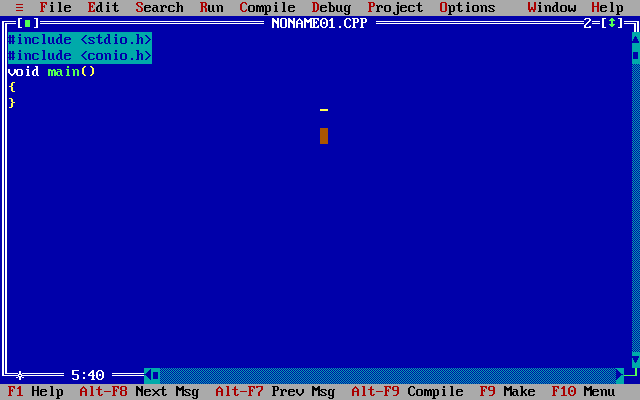 ≡ File Edit Search Run Compile Debug Project Options Window Help
[■] NONAME01.CPP 2=[↕]
#include <stdio.h>
#include <conio.h>
void main()
{
}
5:40
F1 Help Alt-F8 Next Msg Alt-F7 Prev Msg Alt-F9 Compile F9 Make F10 Menu